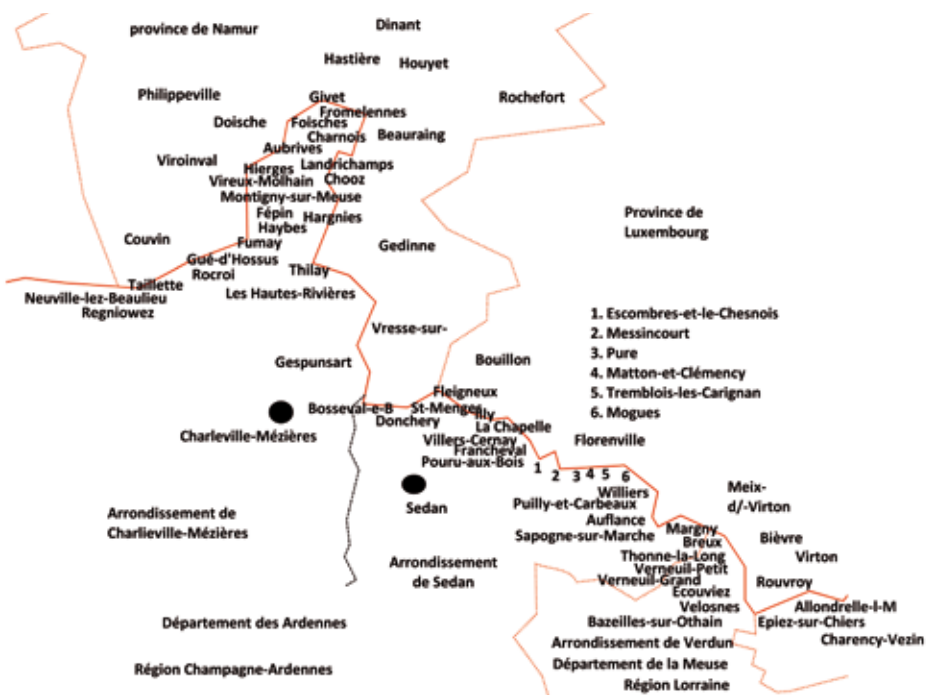 Dinant
province de Namur
Hastière
Houyet
Philippeville
Givet
Rochefort
Fromelennes
Doische
Foisches
Charnois
Beauraing
Aubrives
Viroinval
Hierges
Landrichamps
Vireux-Molhain
Chooz
Montigny-sur-Meuse
Fépin
Hargnies
Haybes
Province de
Luxembourg
Couvin
Fumay
Gedinne
Gué-d'Hossus
Rocroi
Thilay
Taillette
Les Hautes-Rivières
Neuville-lez-Beaulieu
Regniowez
1. Escombres-et-le-Chesnois
2. Messincourt
3. Pure
4. Matton-et-Clémency
5. Tremblois-les-Carignan
6. Mogues
Vresse-sur-
Gespunsart
Bouillon
Fleigneux
Bosseval-e-B
St-Menges
Illy
Donchery
La Chapelle
Charleville-Mézières
Villers-Cernay
Florenville
Francheval
Pouru-aux-Bois
1 2 3 4 5 6
Williers
Meix-
d/-Virton
Puilly-et-Carbeaux
Sedan
Arrondissement de
Charlieville-Mézières
Auflance
Sapogne-sur-Marche
Margny
Breux
Bièvre
Virton
Arrondissement
de Sedan
Thonne-la-Long
Verneuil-Petit
Verneuil-Grand
Rouvroy
Ecouviez
Velosnes
Allondrelle-l-M
Département des Ardennes
Bazeilles-sur-Othain
Epiez-sur-Chiers
Arrondissement de Verdun
Charency-Vezin
Département de la Meuse
Région Champagne-Ardennes
Région Lorraine